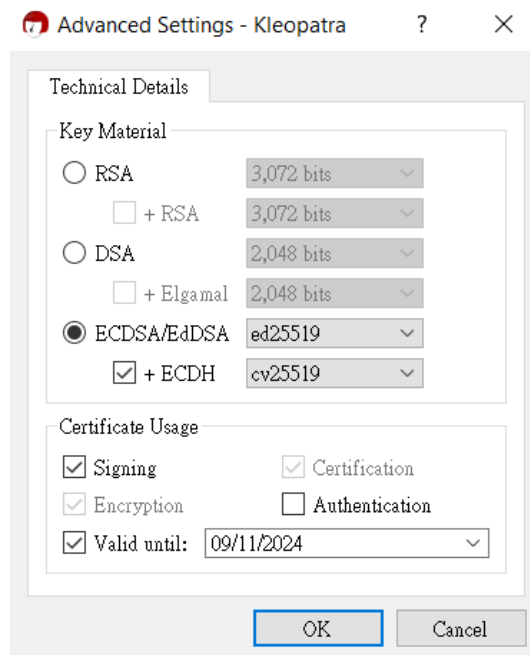 Advanced Settings - Kleopatra ?
Technical Details
Key Material
RSA 3,072 bits
+ RSA 3,072 bits
DSA 2,048 bits
+ Elgamal 2,048 bits
ECDSA/EdDSA ed25519
+ ECDH cv25519
Certificate Usage
Signing Certification
Encryption Authentication
Valid until: 09/11/2024
OK Cancel